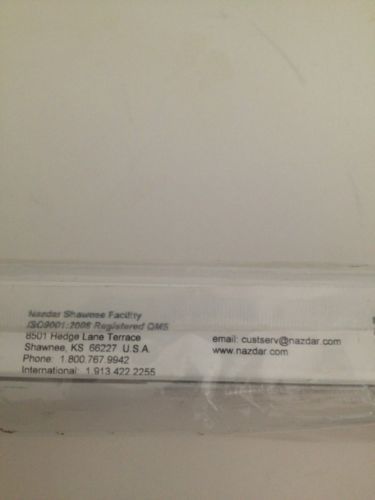 Nazdar Shawnee Facility
ISO9001:2008 Registered QMS
8501 Hedge Lane Terrace
Shawnee, KS 66227 U.S.A.
Phone: 1.800.767.9942
International: 1.913.422.2255
email: custserv@nazdar.com
www.nazdar.com